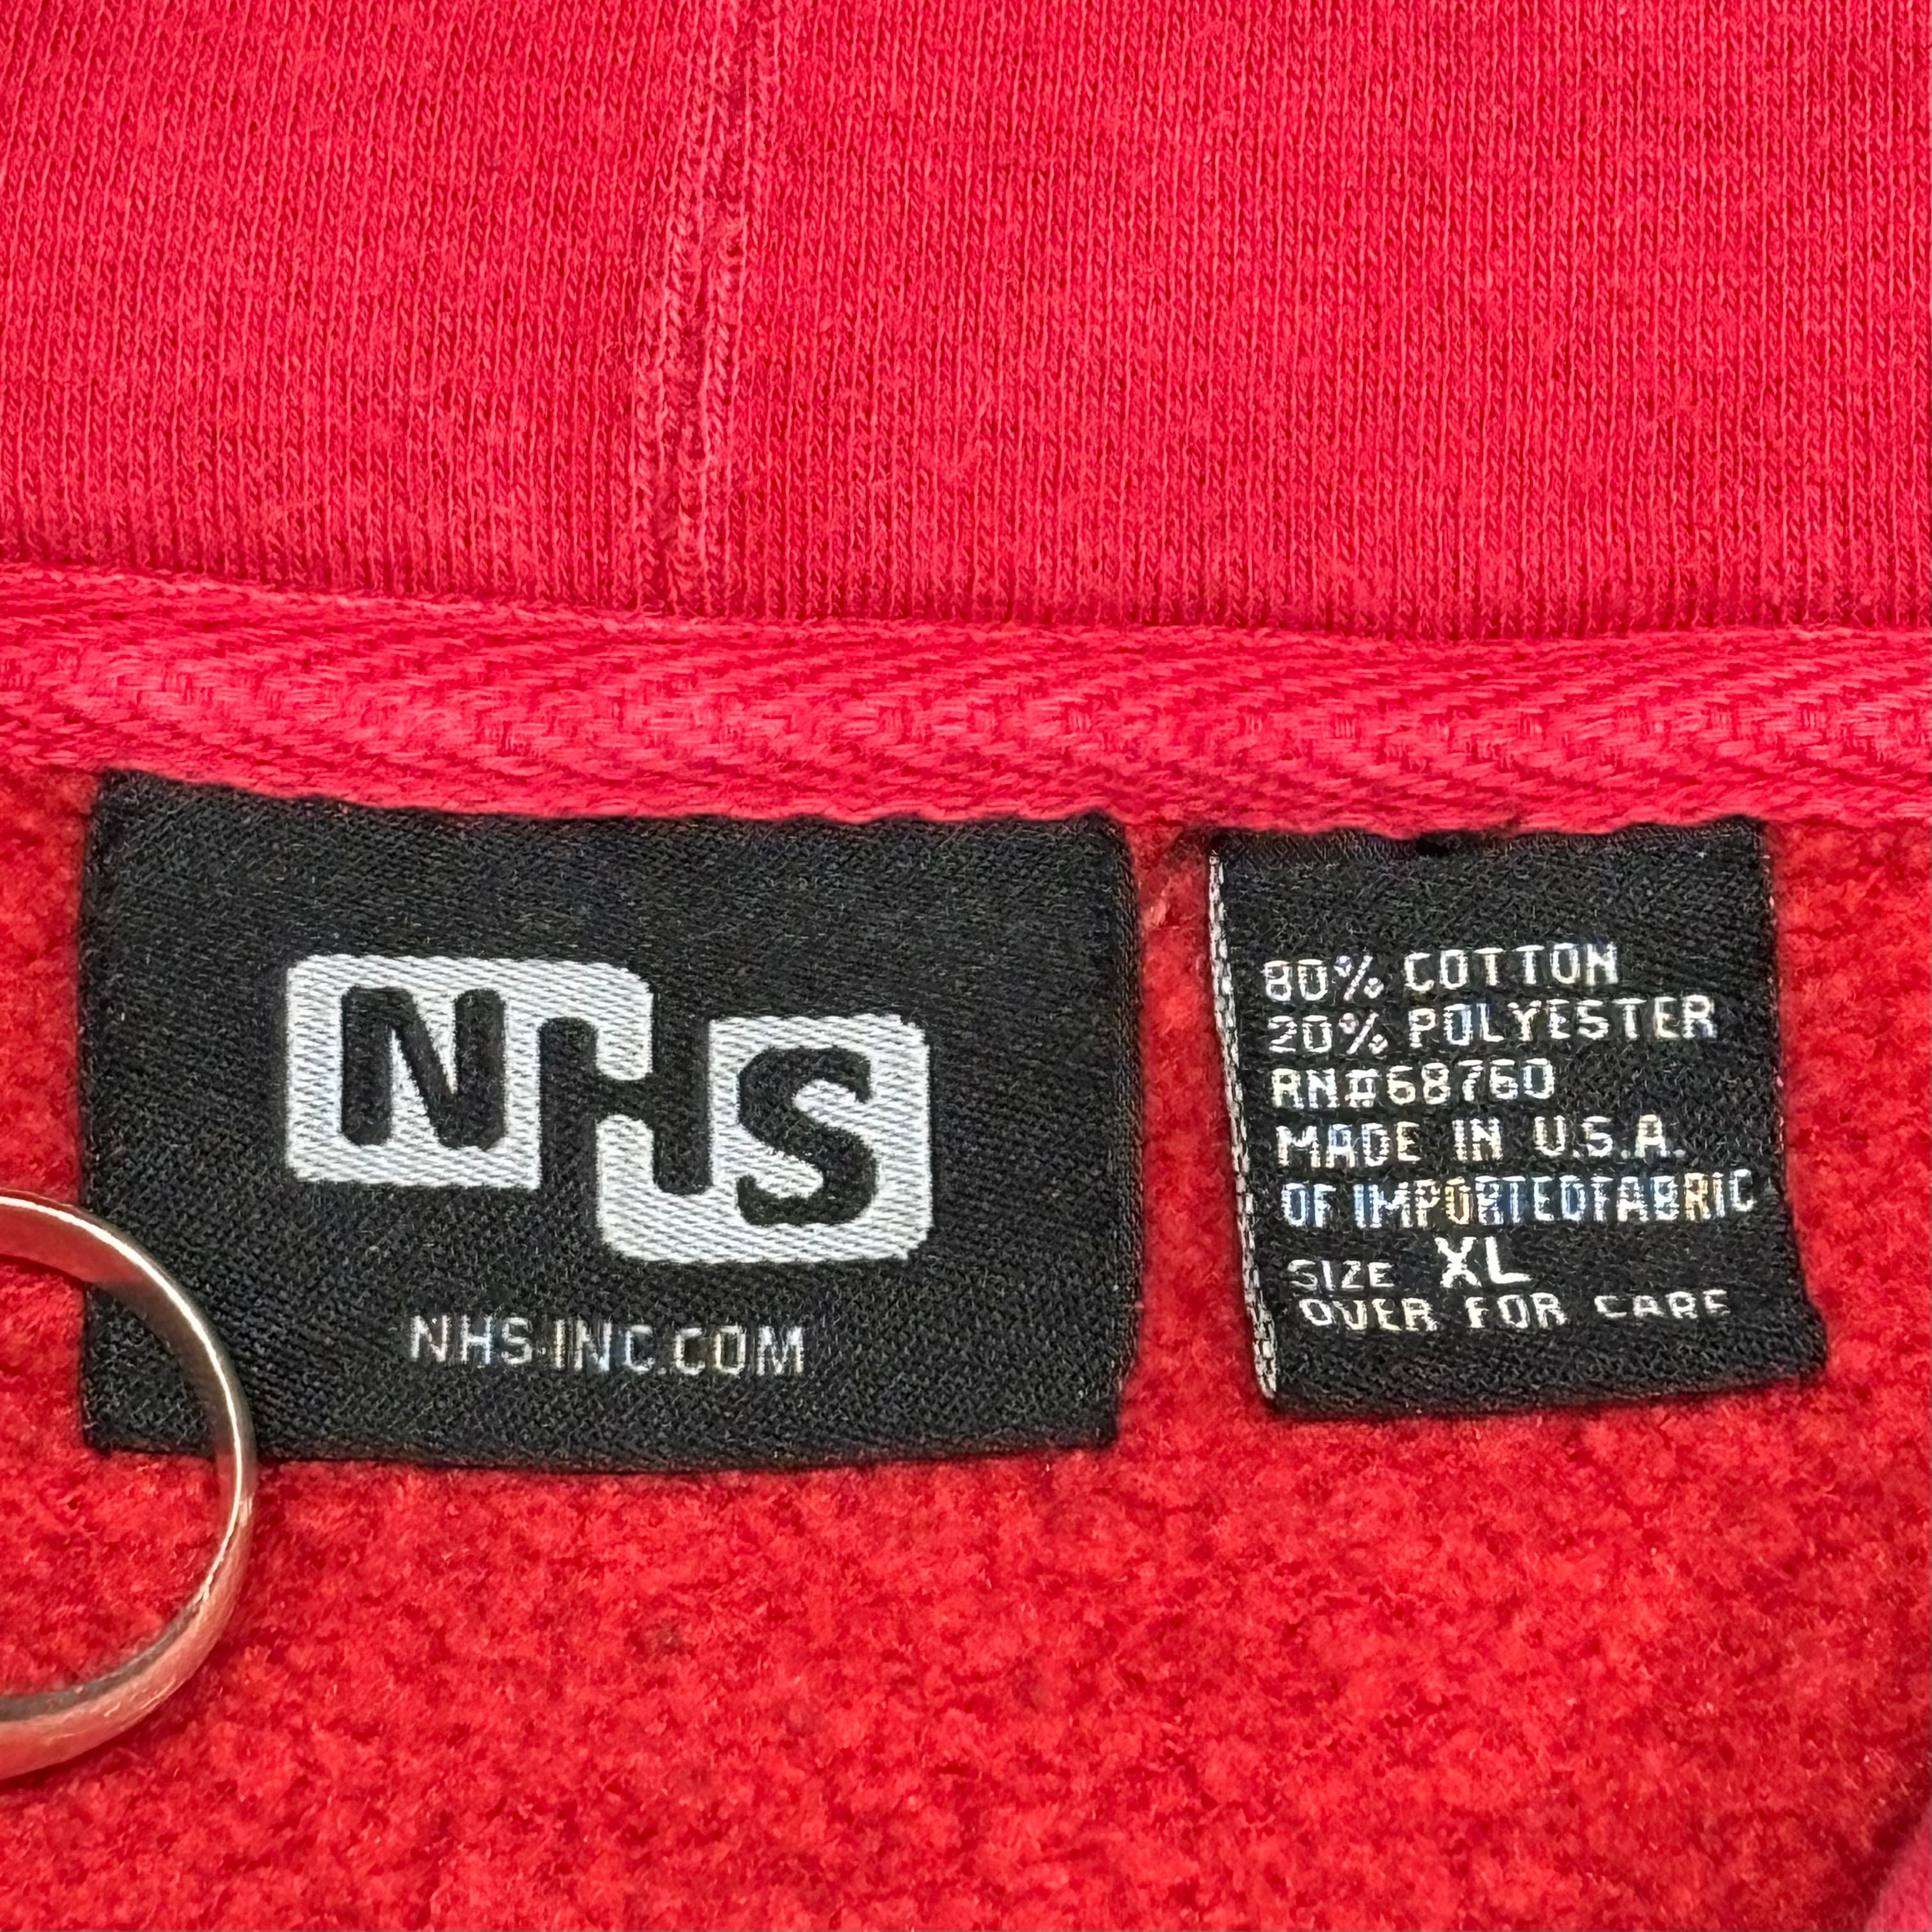 NHS
NHS-INC.COM
80% COTTON
20% POLYESTER
RN#68760
MADE IN U.S.A.
OF IMPORTEDFABRIC
SIZE XL
OVER FOR CARE